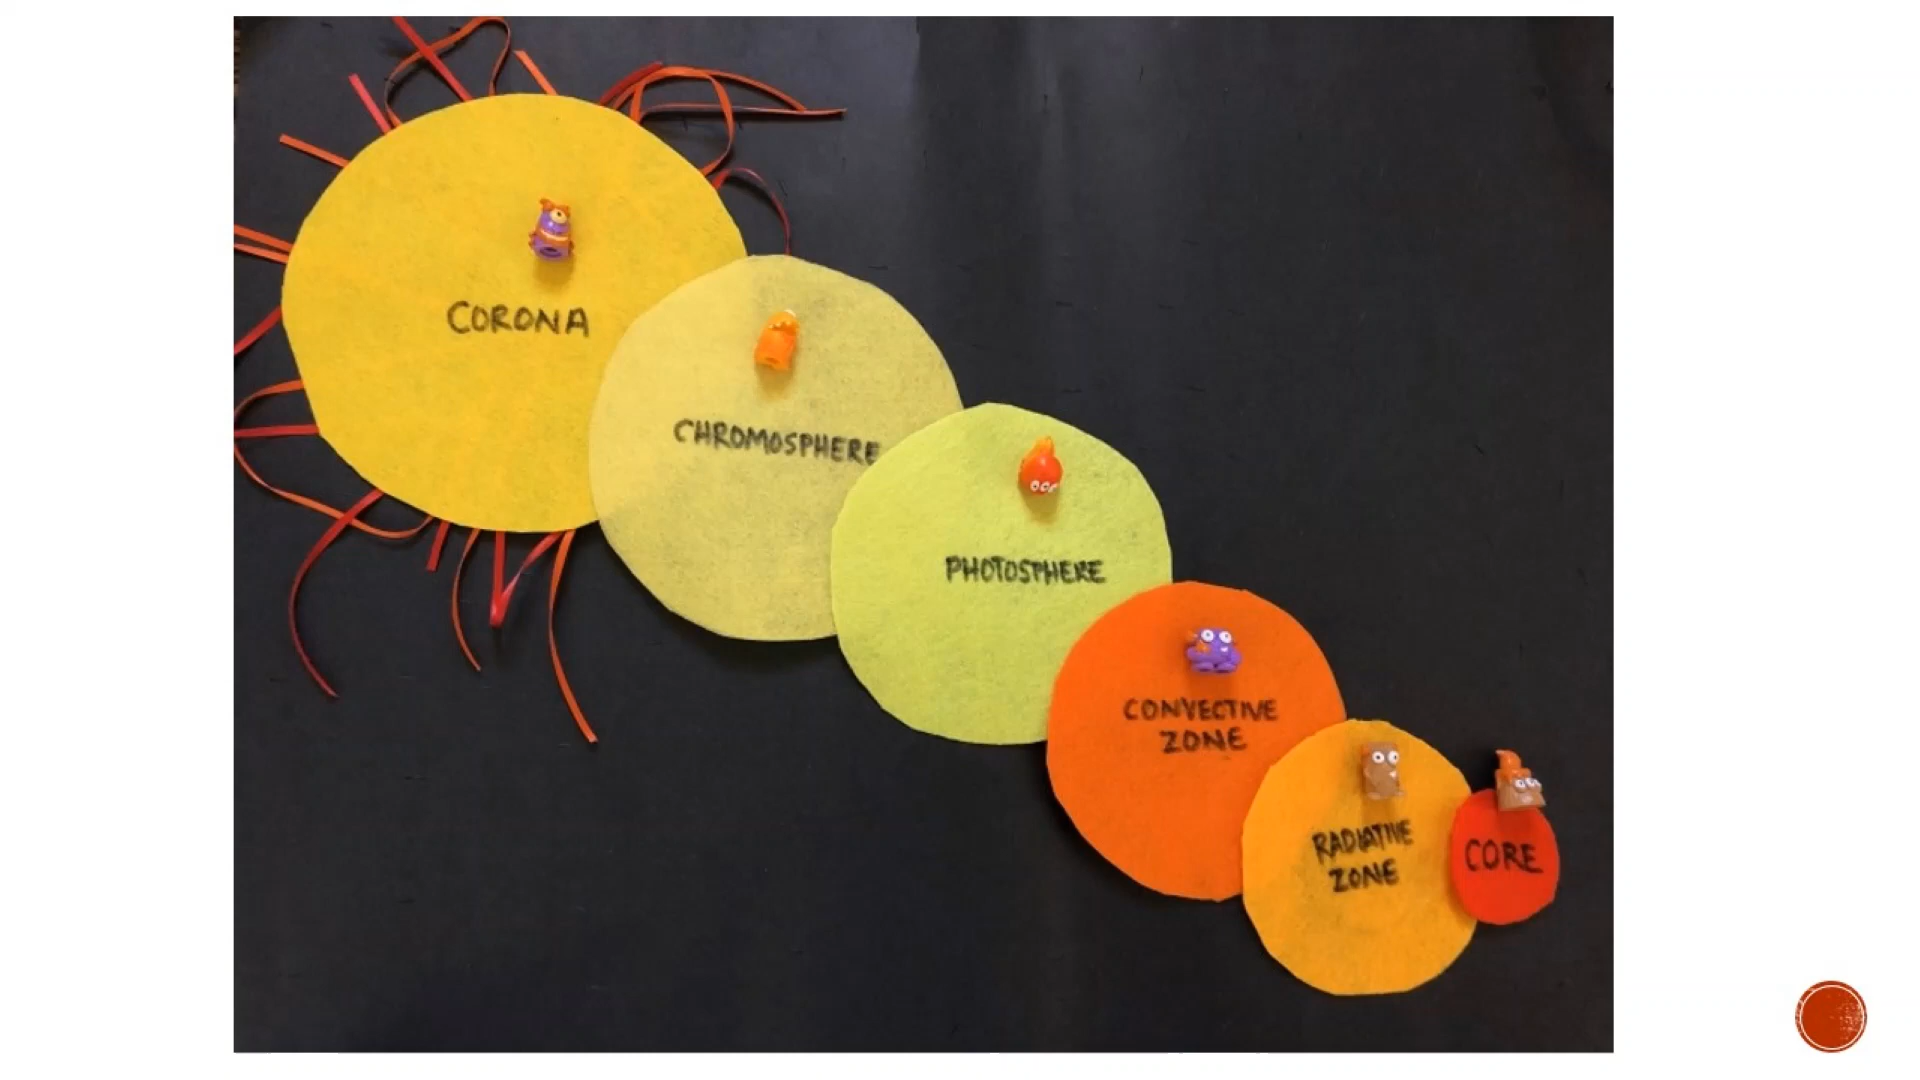 CORONA
CHROMOSPHERE
PHOTOSPHERE
CONVECTIVE
ZONE
RADIATIVE
ZONE
CORE